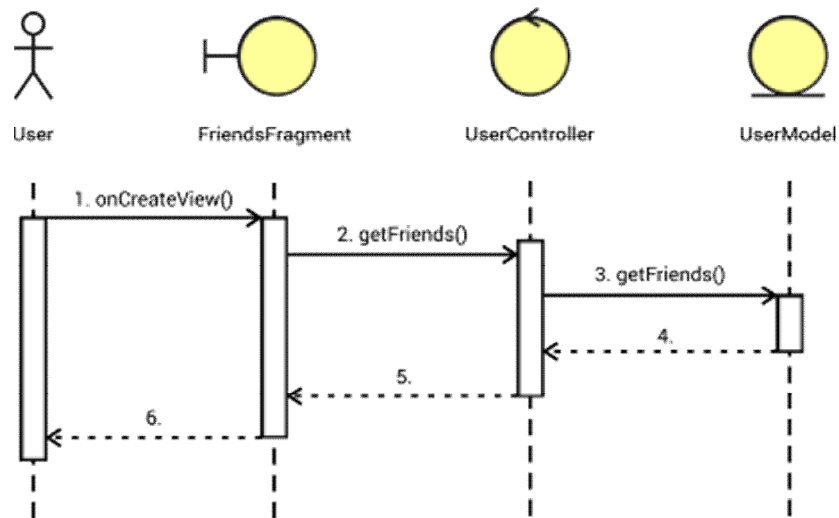 User
FriendsFragment
UserController
UserModel
1. onCreateView()
2. getFriends()
3. getFriends()
4.
5.
6.